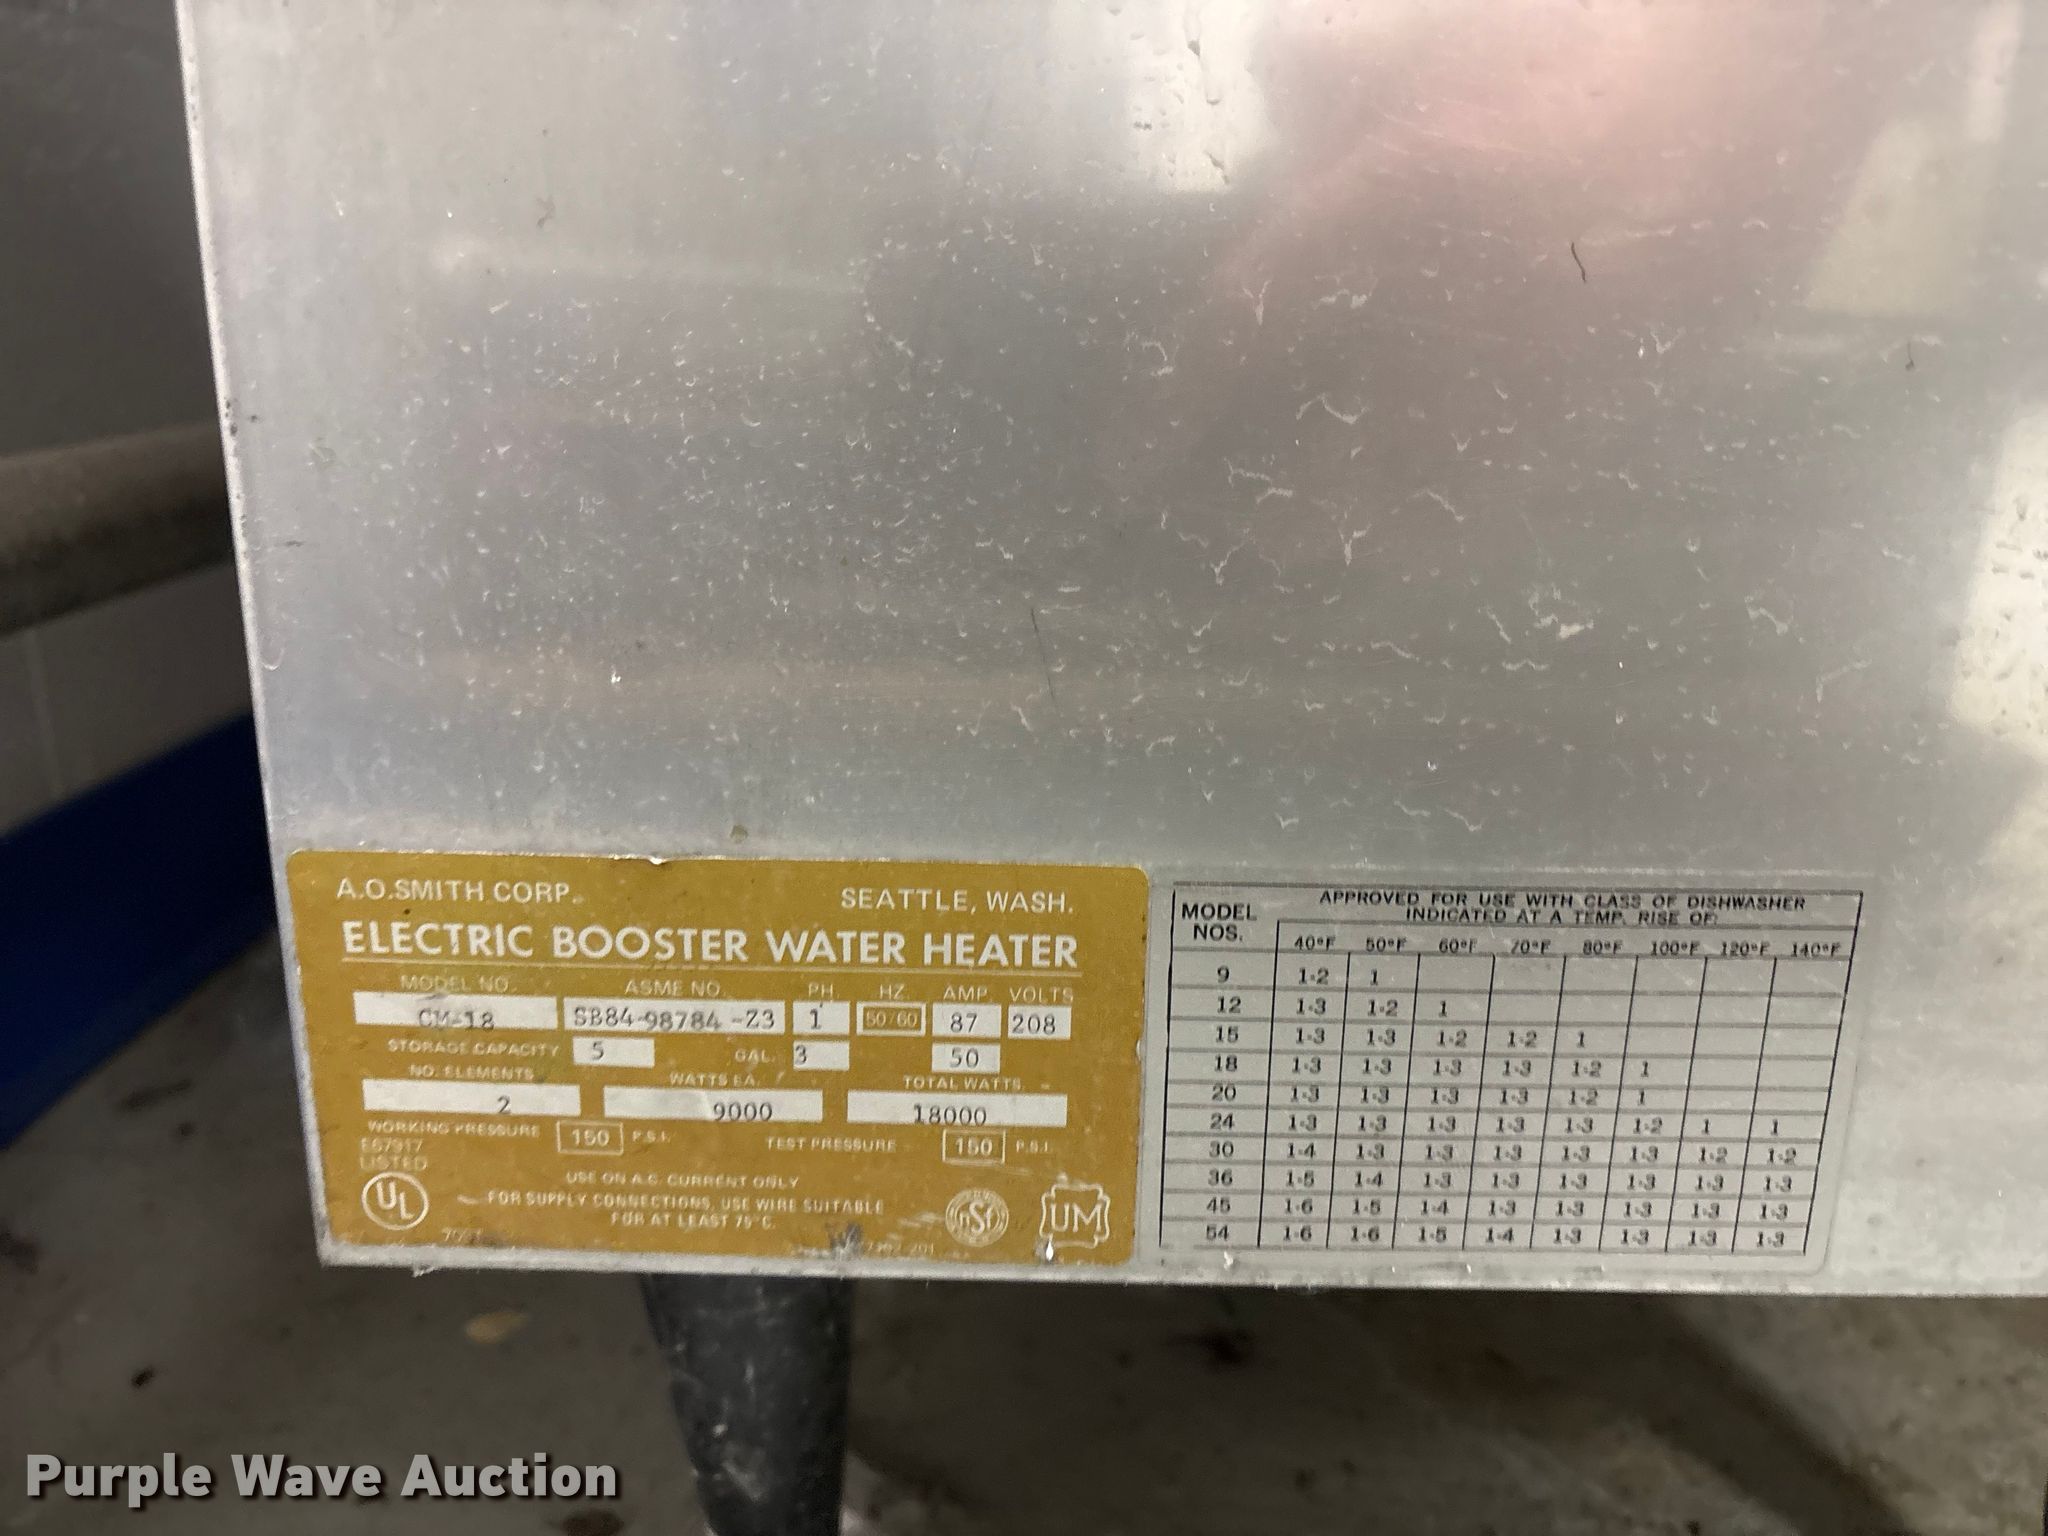 A.O.SMITH CORP. SEATTLE, WASH.
ELECTRIC BOOSTER WATER HEATER
MODEL NO. ASME NO. PH. HZ. AMP. VOLTS
CM-18 SB84-98784-Z3 1 50/60 87 208
STORAGE CAPACITY 5 GAL. 3 50
NO. ELEMENTS WATTS EA. TOTAL WATTS
2 9000 18000
WORKING PRESSURE 150 P.S.I. TEST PRESSURE 150 P.S.I.
E67917
LISTED
USE ON A.C. CURRENT ONLY
FOR SUPPLY CONNECTIONS, USE WIRE SUITABLE
FOR AT LEAST 75°C.
UL nSf UM
MODEL NOS. APPROVED FOR USE WITH CLASS OF DISHWASHER
INDICATED AT A TEMP. RISE OF:
40°F 50°F 60°F 70°F 80°F 100°F 120°F 140°F
9 1-2 1
12 1-3 1-2 1
15 1-3 1-3 1-2 1-2 1
18 1-3 1-3 1-3 1-3 1-2 1
20 1-3 1-3 1-3 1-3 1-2 1
24 1-3 1-3 1-3 1-3 1-3 1-2 1 1
30 1-4 1-3 1-3 1-3 1-3 1-3 1-2 1-2
36 1-5 1-4 1-3 1-3 1-3 1-3 1-3 1-3
45 1-6 1-5 1-4 1-3 1-3 1-3 1-3 1-3
54 1-6 1-6 1-5 1-4 1-3 1-3 1-3 1-3
Purple Wave Auction